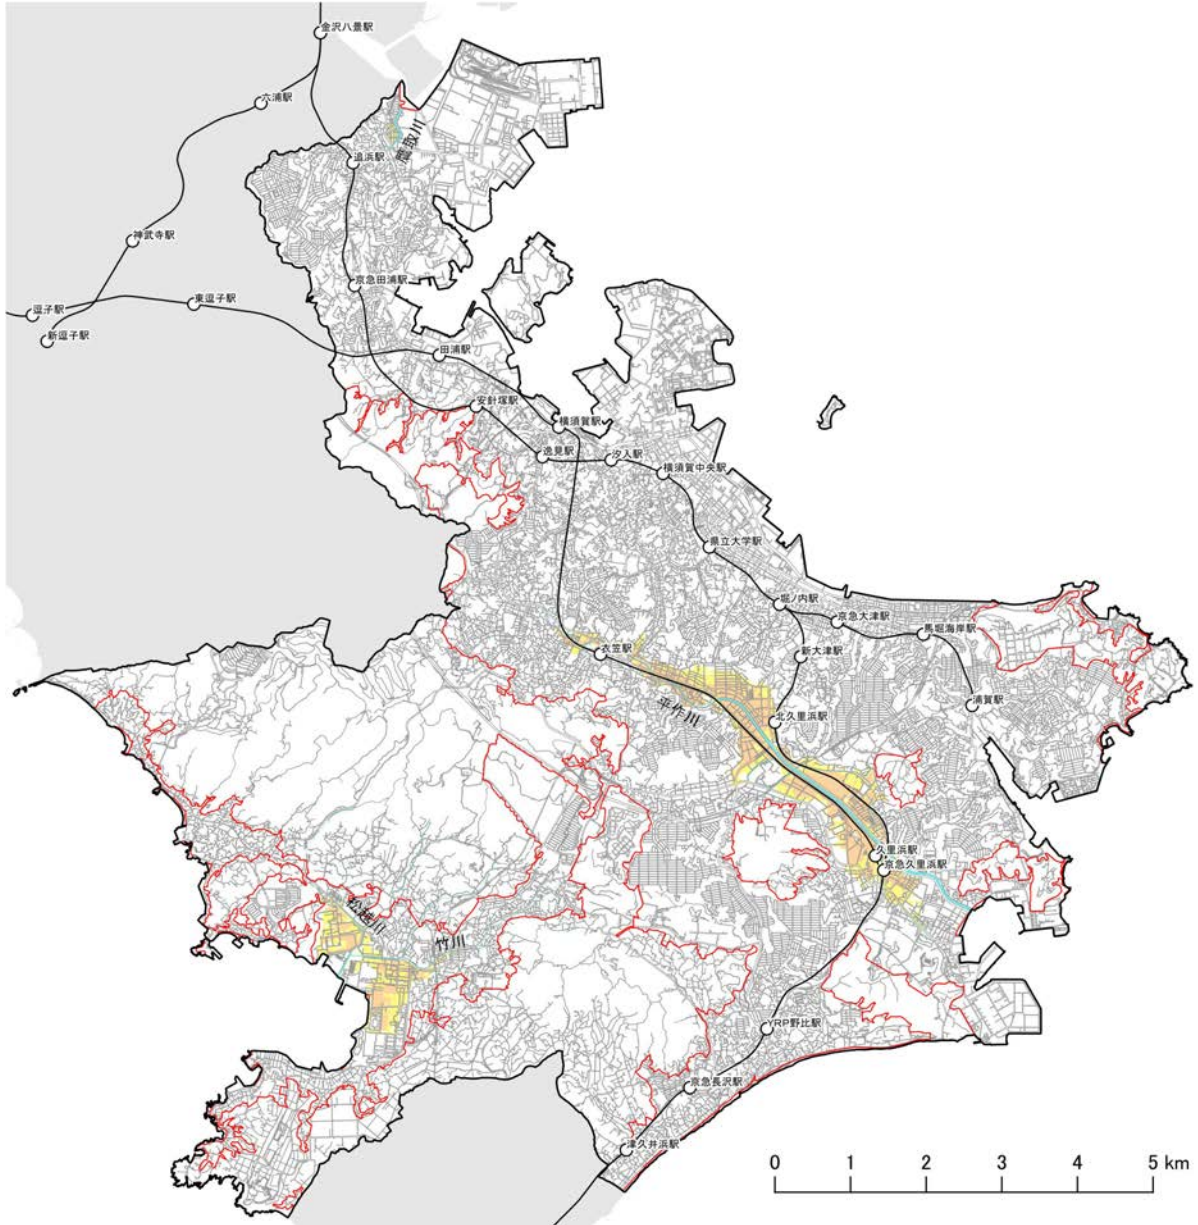 金沢八景駅
六浦駅
鷹取川
追浜駅
神武寺駅
京急田浦駅
東逗子駅
逗子駅
新逗子駅
田浦駅
安針塚駅
横須賀駅
逸見駅
汐入駅
横須賀中央駅
県立大学駅
堀ノ内駅
京急大津駅
馬堀海岸駅
衣笠駅
新大津駅
平作川
北久里浜駅
浦賀駅
久里浜駅
京急久里浜駅
松越川
竹川
YRP野比駅
京急長沢駅
津久井浜駅
0 1 2 3 4 5 km